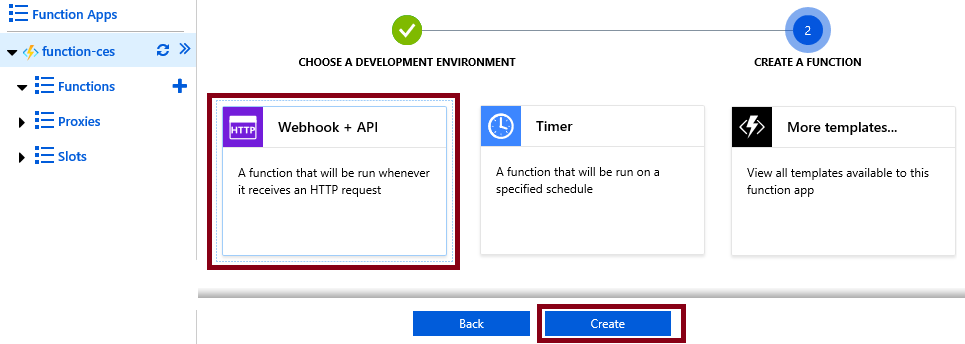 Function Apps
function-ces
Functions
Proxies
Slots
2
CHOOSE A DEVELOPMENT ENVIRONMENT
CREATE A FUNCTION
HTTP
Webhook + API
A function that will be run whenever
it receives an HTTP request
Timer
A function that will be run on a
specified schedule
More templates...
View all templates available to this
function app
Back
Create